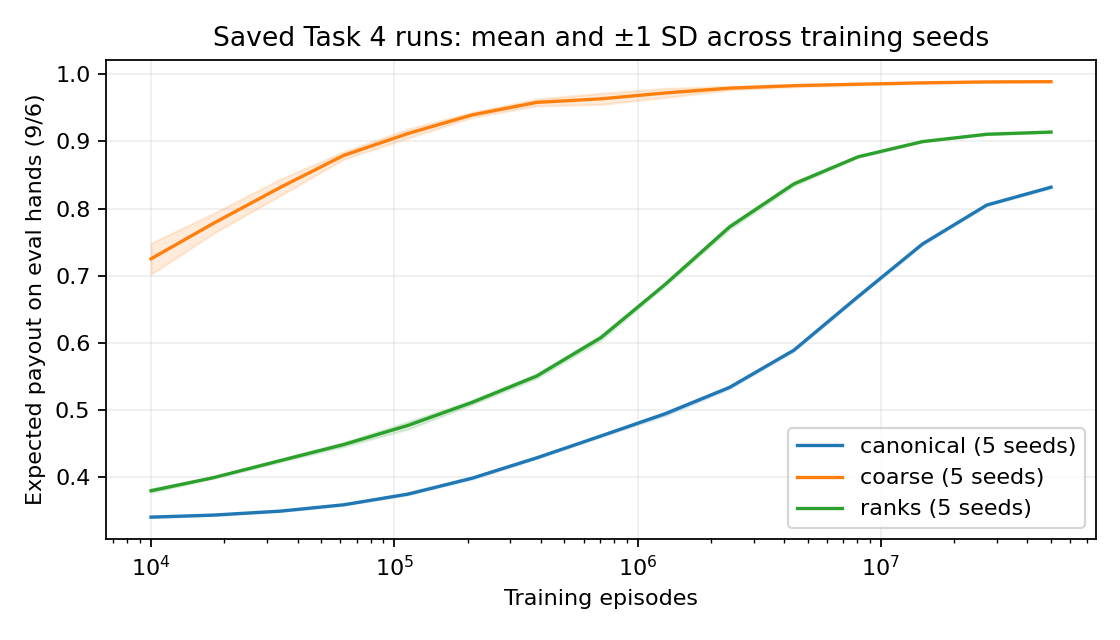 Saved Task 4 runs: mean and ±1 SD across training seeds
Expected payout on eval hands (9/6)
1.0
0.9
0.8
0.7
0.6
0.5
0.4
canonical (5 seeds)
coarse (5 seeds)
ranks (5 seeds)
10⁴
10⁵
10⁶
10⁷
Training episodes